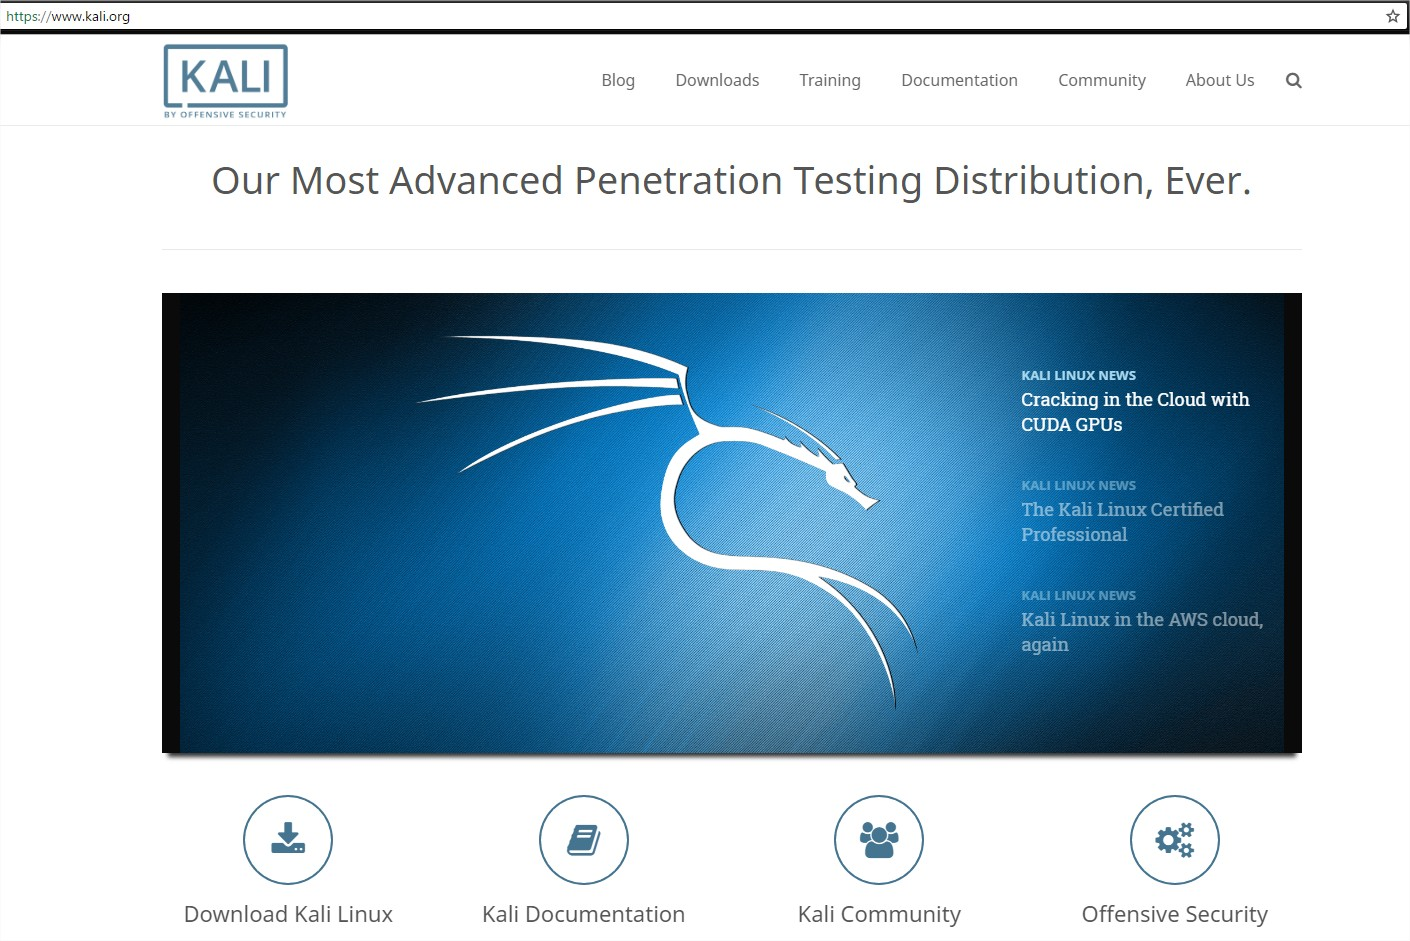 https://www.kali.org
KALI
BY OFFENSIVE SECURITY
Blog Downloads Training Documentation Community About Us
Our Most Advanced Penetration Testing Distribution, Ever.
KALI LINUX NEWS
Cracking in the Cloud with
CUDA GPUs
KALI LINUX NEWS
The Kali Linux Certified
Professional
KALI LINUX NEWS
Kali Linux in the AWS cloud,
again
Download Kali Linux Kali Documentation Kali Community Offensive Security